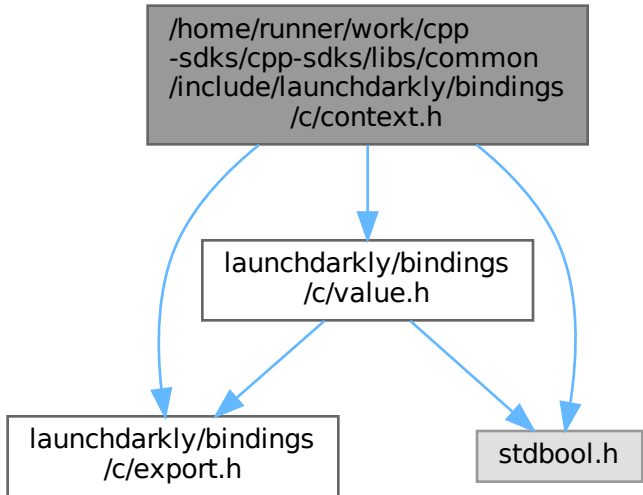 /home/runner/work/cpp
-sdks/cpp-sdks/libs/common
/include/launchdarkly/bindings
/c/context.h
launchdarkly/bindings
/c/value.h
launchdarkly/bindings
/c/export.h
stdbool.h